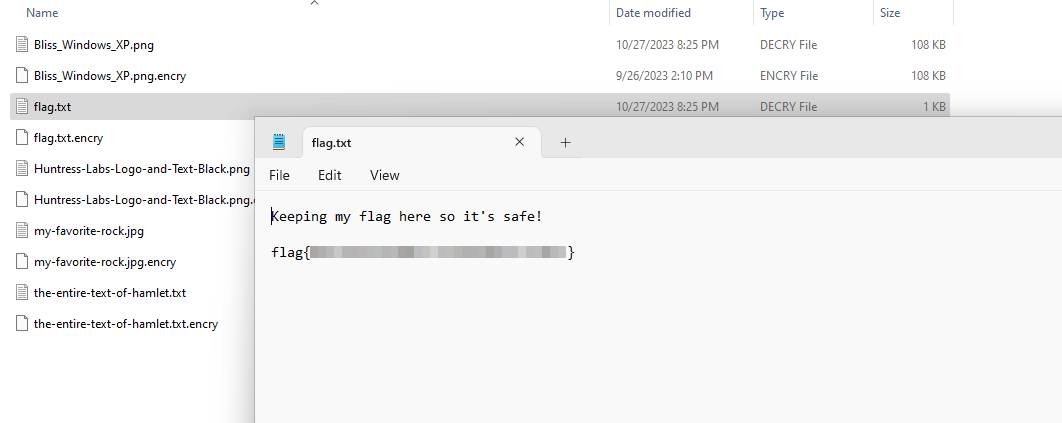 Name Date modified Type Size
Bliss_Windows_XP.png 10/27/2023 8:25 PM DECRY File 108 KB
Bliss_Windows_XP.png.encry 9/26/2023 2:10 PM ENCRY File 108 KB
flag.txt 10/27/2023 8:25 PM DECRY File 1 KB
flag.txt.encry
Huntress-Labs-Logo-and-Text-Black.png
Huntress-Labs-Logo-and-Text-Black.png.
my-favorite-rock.jpg
my-favorite-rock.jpg.encry
the-entire-text-of-hamlet.txt
the-entire-text-of-hamlet.txt.encry
flag.txt
File Edit View
Keeping my flag here so it's safe!
flag{ }